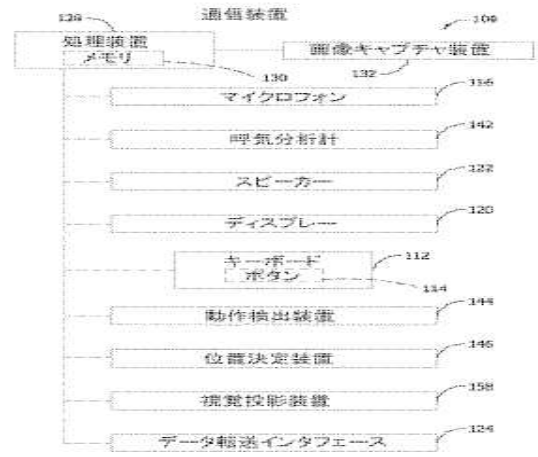 通信装置
128
108
処理装置
メモリ
画像キャプチャ装置
130
132
マイクロフォン
116
呼気分析計
142
スピーカー
122
ディスプレー
120
キーボード
ボタン
112
114
動作検出装置
144
位置決定装置
146
視覚投影装置
158
データ転送インタフェース
124